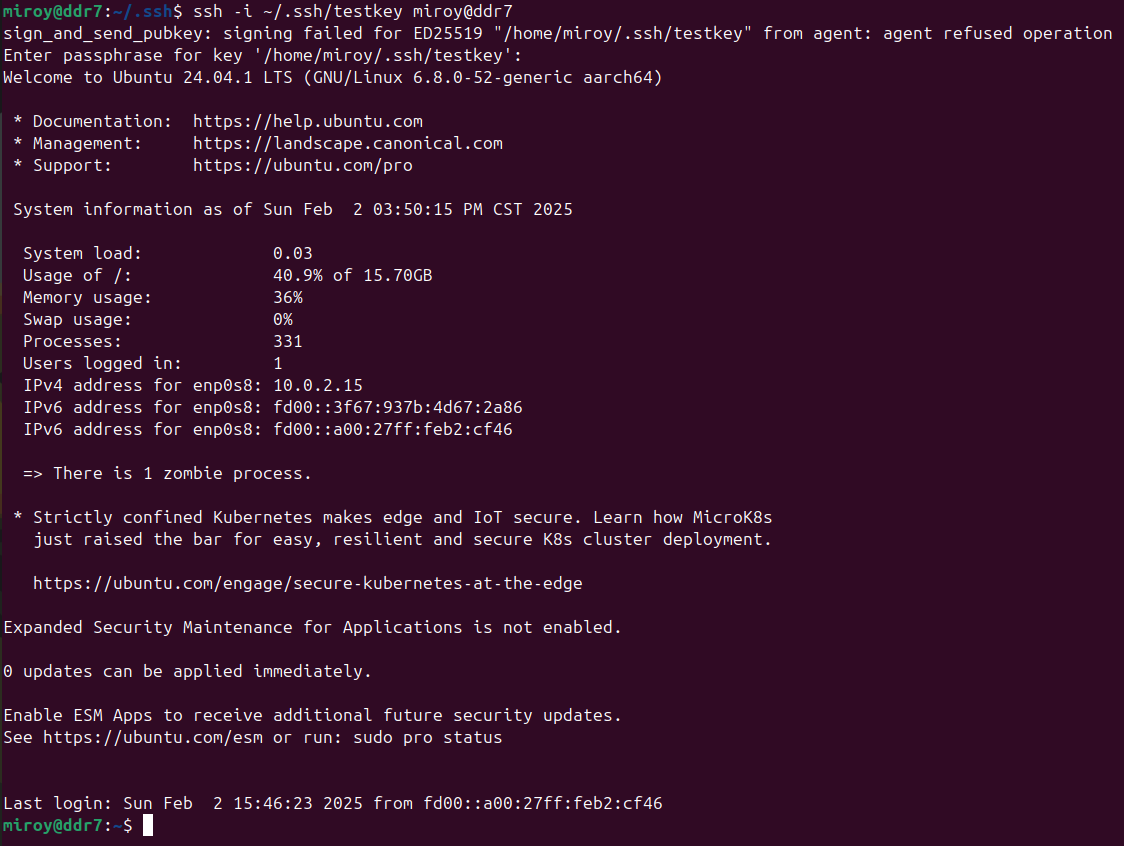 miroy@ddr7:~/.ssh$ ssh -i ~/.ssh/testkey miroy@ddr7
sign_and_send_pubkey: signing failed for ED25519 "/home/miroy/.ssh/testkey" from agent: agent refused operation
Enter passphrase for key '/home/miroy/.ssh/testkey':
Welcome to Ubuntu 24.04.1 LTS (GNU/Linux 6.8.0-52-generic aarch64)

 * Documentation:  https://help.ubuntu.com
 * Management:     https://landscape.canonical.com
 * Support:        https://ubuntu.com/pro

 System information as of Sun Feb  2 03:50:15 PM CST 2025

  System load:             0.03
  Usage of /:              40.9% of 15.70GB
  Memory usage:            36%
  Swap usage:              0%
  Processes:               331
  Users logged in:         1
  IPv4 address for enp0s8: 10.0.2.15
  IPv6 address for enp0s8: fd00::3f67:937b:4d67:2a86
  IPv6 address for enp0s8: fd00::a00:27ff:feb2:cf46

  => There is 1 zombie process.

 * Strictly confined Kubernetes makes edge and IoT secure. Learn how MicroK8s
   just raised the bar for easy, resilient and secure K8s cluster deployment.

   https://ubuntu.com/engage/secure-kubernetes-at-the-edge

Expanded Security Maintenance for Applications is not enabled.

0 updates can be applied immediately.

Enable ESM Apps to receive additional future security updates.
See https://ubuntu.com/esm or run: sudo pro status


Last login: Sun Feb  2 15:46:23 2025 from fd00::a00:27ff:feb2:cf46
miroy@ddr7:~$